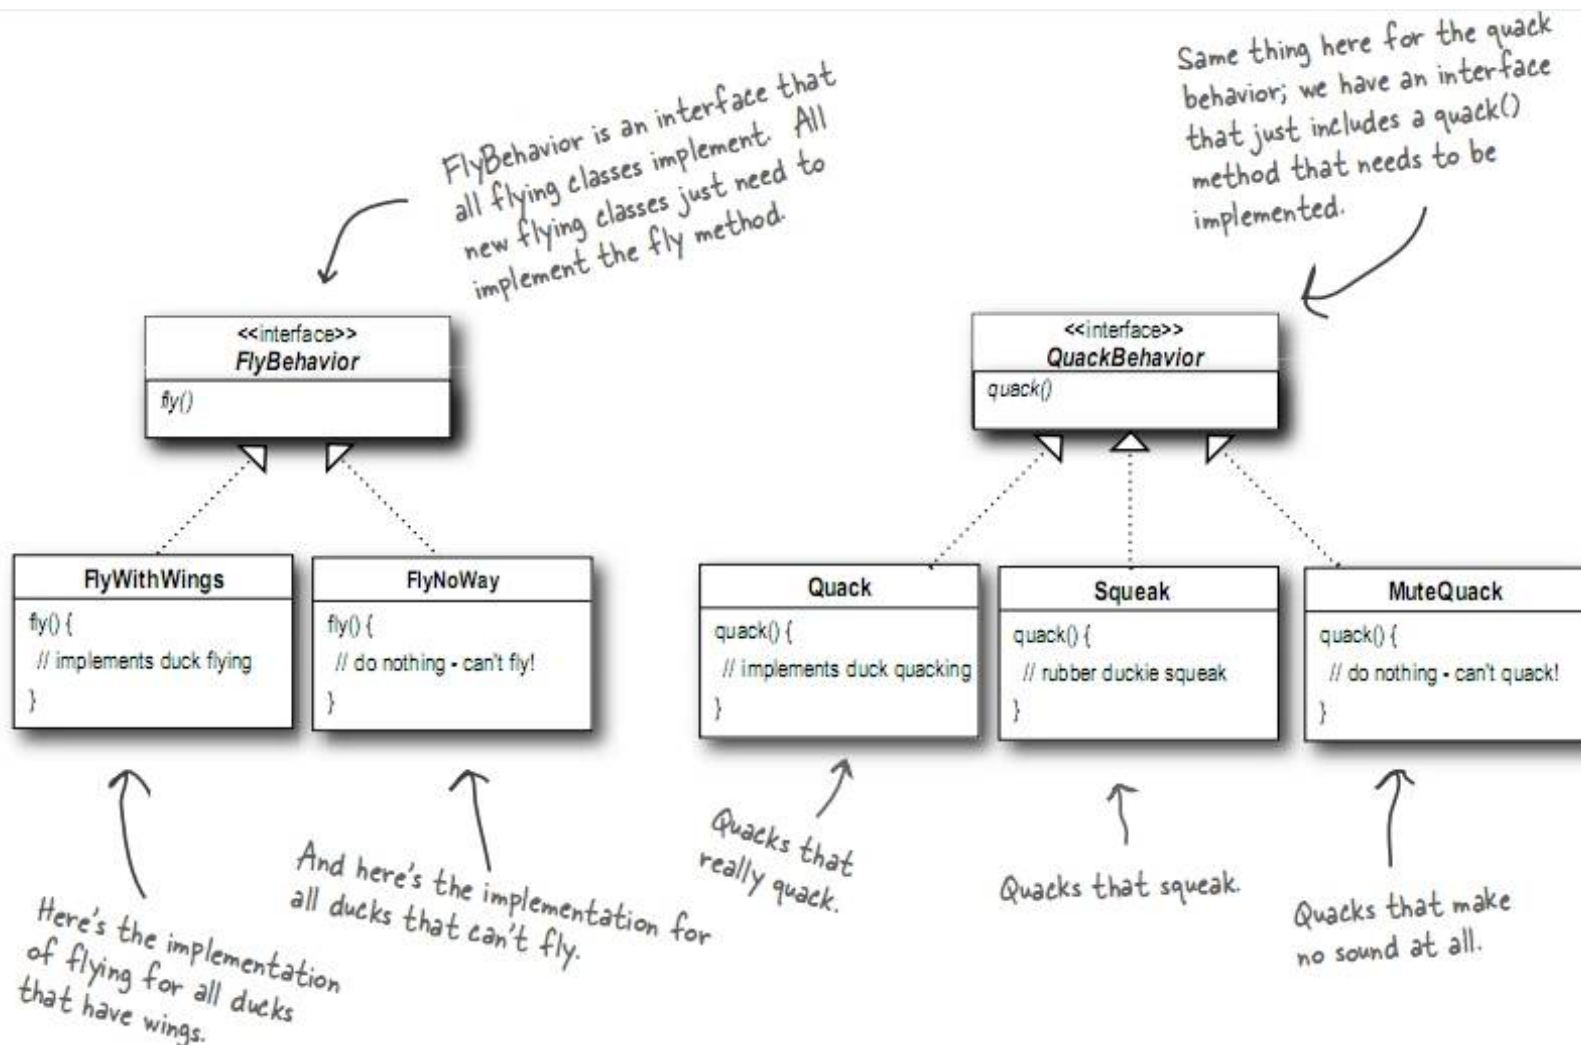 FlyBehavior is an interface that
all flying classes implement. All
new flying classes just need to
implement the fly method.
Same thing here for the quack
behavior; we have an interface
that just includes a quack()
method that needs to be
implemented.
<<interface>>
FlyBehavior
fly()
<<interface>>
QuackBehavior
quack()
FlyWithWings
fly() {
// implements duck flying
}
FlyNoWay
fly() {
// do nothing - can't fly!
}
Quack
quack() {
// implements duck quacking
}
Squeak
quack() {
// rubber duckie squeak
}
MuteQuack
quack() {
// do nothing - can't quack!
}
Here's the implementation
of flying for all ducks
that have wings.
And here's the implementation for
all ducks that can't fly.
Quacks that
really quack.
Quacks that squeak.
Quacks that make
no sound at all.